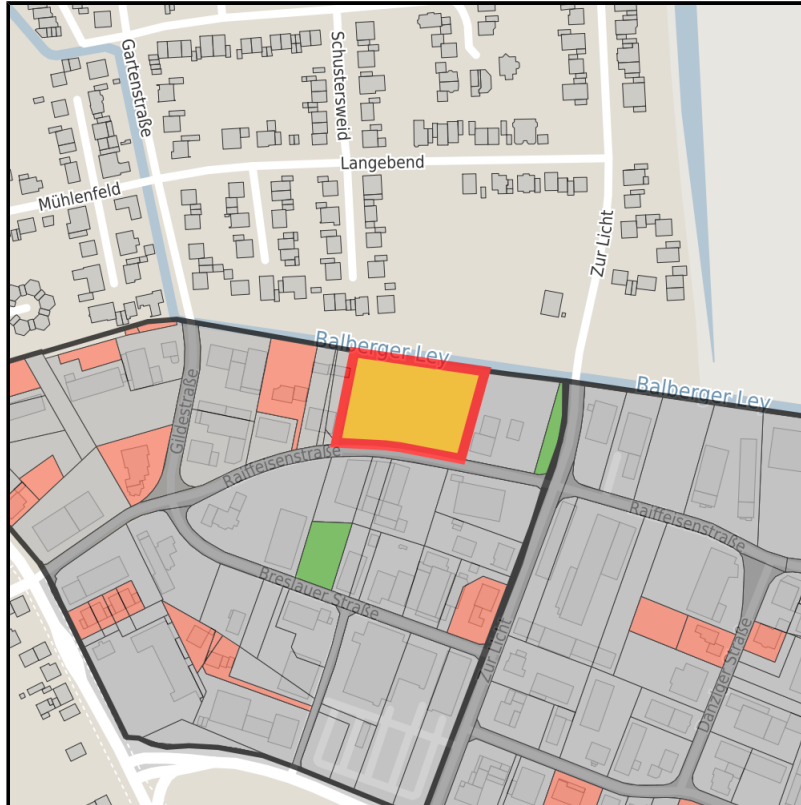 Gartenstraße
Schustersweid
Langebend
Mühlenfeld
Zur Licht
Balberger Ley
Balberger Ley
Gildestraße
Raiffeisenstraße
Raiffeisenstraße
Breslauer Straße
Zur Licht
Danziger Straße